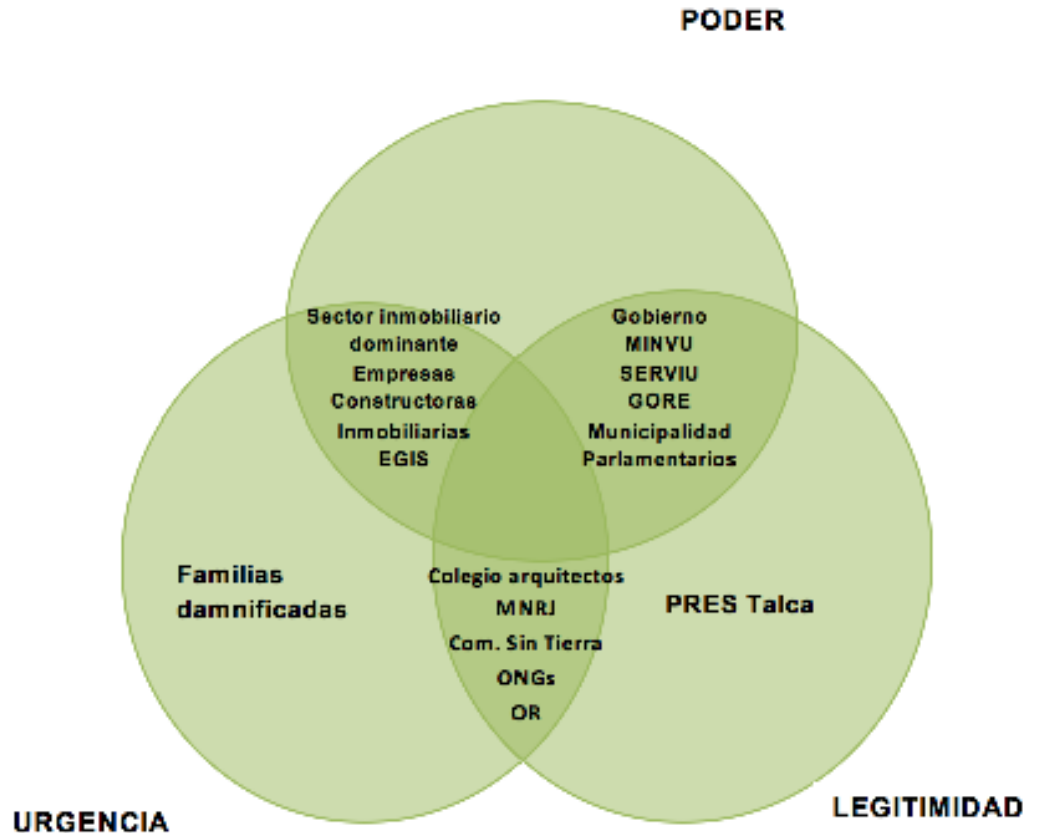 PODER
Sector inmobiliario
dominante
Empresas
Constructoras
Inmobiliarias
EGIS
Gobierno
MINVU
SERVIU
GORE
Municipalidad
Parlamentarios
Familias
damnificadas
Colegio arquitectos
MNRJ
Com. Sin Tierra
ONGs
OR
PRES Talca
URGENCIA
LEGITIMIDAD